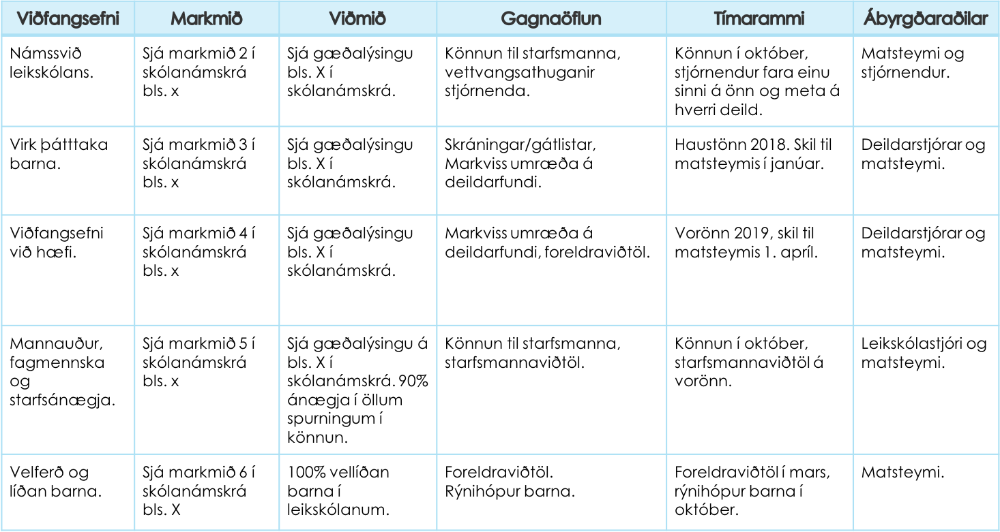 Viðfangsefni
Markmið
Viðmið
Gagnaöflun
Tímarammi
Ábyrgðaraðilar
Námssvið
leikskólans.
Sjá markmið 2 í
skólanámskrá
bls. x
Sjá gæðalýsingu
bls. X í
skólanámskrá.
Könnun til starfsmanna,
vettvangsathuganir
stjórnenda.
Könnun í október,
stjórnendur fara einu
sinni á önn og meta á
hverri deild.
Matsteymi og
stjórnendur.
Virk þátttaka
barna.
Sjá markmið 3 í
skólanámskrá
bls. x
Sjá gæðalýsingu
bls. X í
skólanámskrá.
Skráningar/gátlistar,
Markviss umræða á
deildarfundi.
Haustönn 2018. Skil til
matsteymis í janúar.
Deildarstjórar og
matsteymi.
Viðfangsefni
við hæfi.
Sjá markmið 4 í
skólanámskrá
bls. x
Sjá gæðalýsingu
bls. X í
skólanámskrá.
Markviss umræða á
deildarfundi, foreldraviðtöl.
Vorönn 2019, skil til
matsteymis 1. apríl.
Deildarstjórar og
matsteymi.
Mannauður,
fagmennska
og
starfsánægja.
Sjá markmið 5 í
skólanámskrá
bls. x
Sjá gæðalýsingu á
bls. X í
skólanámskrá. 90%
ánægja í öllum
spurningum í
könnun.
Könnun til starfsmanna,
starfsmannaviðtöl.
Könnun í október,
starfsmannaviðtöl á
vorönn.
Leikskólastjóri og
matsteymi.
Velferð og
líðan barna.
Sjá markmið 6 í
skólanámskrá
bls. X
100% vellíðan
barna í
leikskólanum.
Foreldraviðtöl.
Rýnihópur barna.
Foreldraviðtöl í mars,
rýnihópur barna í
október.
Matsteymi.